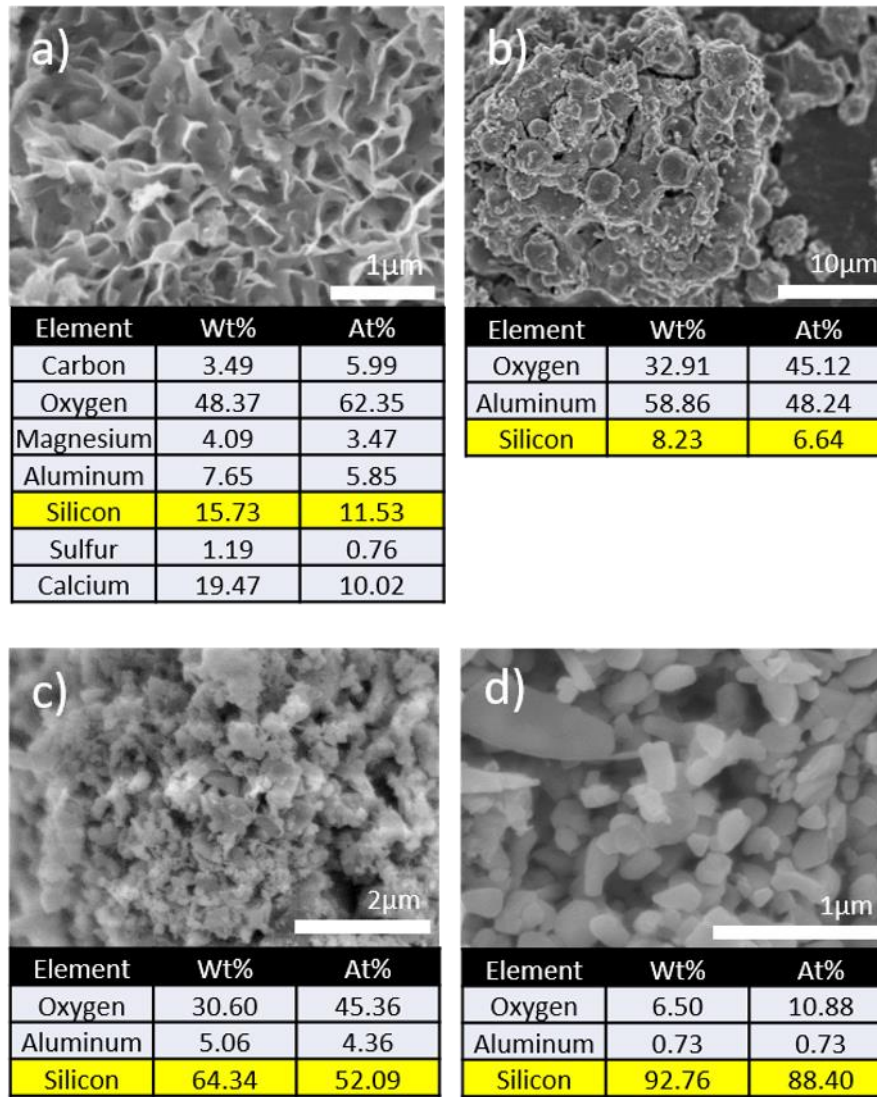 a)
1μm
Element Wt% At%
Carbon 3.49 5.99
Oxygen 48.37 62.35
Magnesium 4.09 3.47
Aluminum 7.65 5.85
Silicon 15.73 11.53
Sulfur 1.19 0.76
Calcium 19.47 10.02
b)
10μm
Element Wt% At%
Oxygen 32.91 45.12
Aluminum 58.86 48.24
Silicon 8.23 6.64
c)
2μm
Element Wt% At%
Oxygen 30.60 45.36
Aluminum 5.06 4.36
Silicon 64.34 52.09
d)
1μm
Element Wt% At%
Oxygen 6.50 10.88
Aluminum 0.73 0.73
Silicon 92.76 88.40